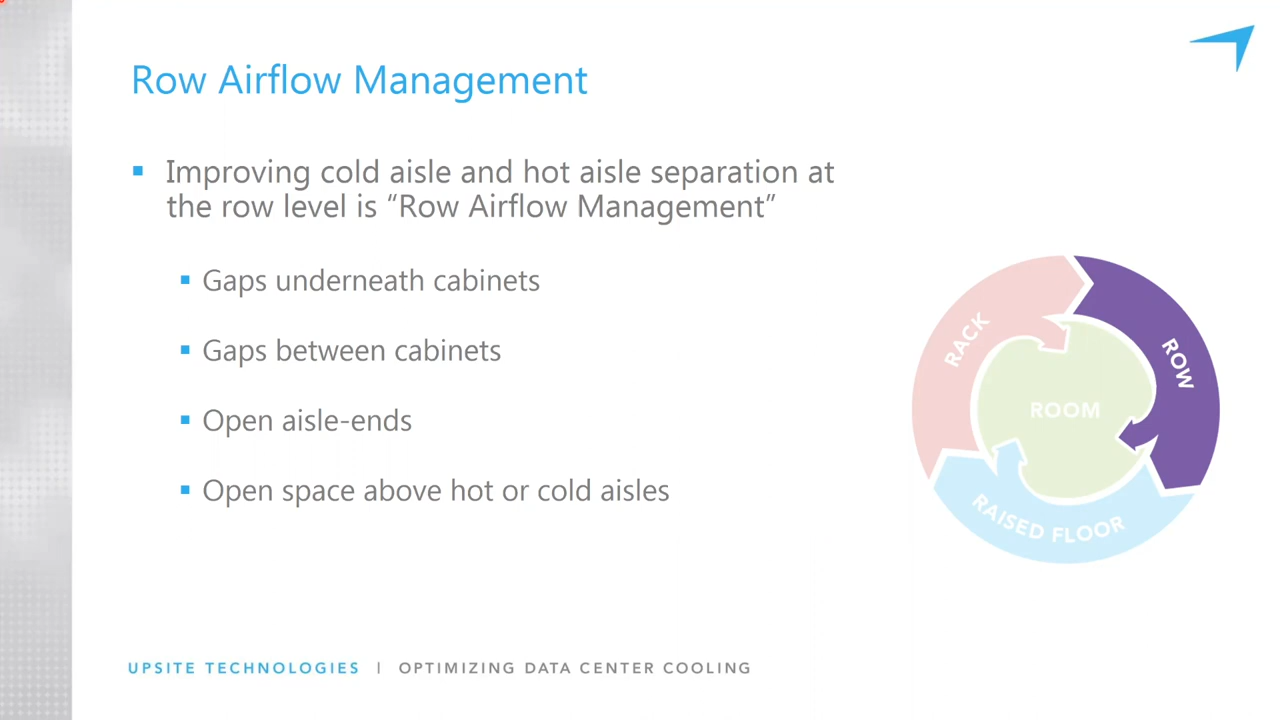 Row Airflow Management
Improving cold aisle and hot aisle separation at
the row level is “Row Airflow Management”
Gaps underneath cabinets
Gaps between cabinets
Open aisle-ends
Open space above hot or cold aisles
RACK
ROW
ROOM
RAISED FLOOR
UPSITE TECHNOLOGIES | OPTIMIZING DATA CENTER COOLING